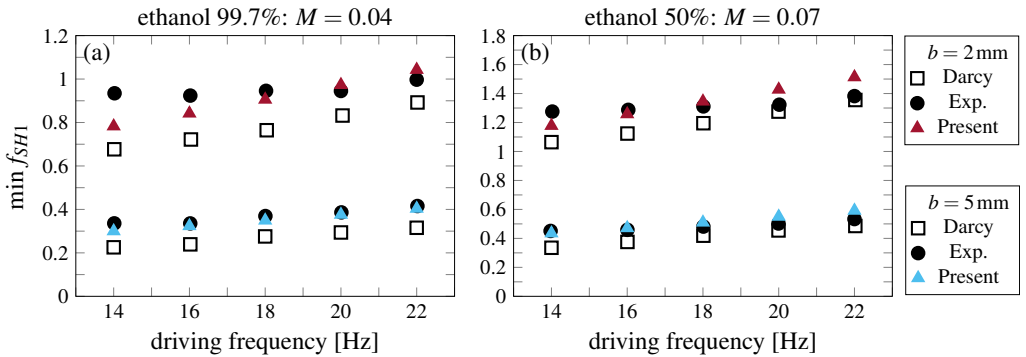 ethanol 99.7%: M = 0.04
(a)
1.2
1
0.8
0.6
0.4
0.2
0
min f_SH1
14 16 18 20 22
driving frequency [Hz]
ethanol 50%: M = 0.07
(b)
1.8
1.6
1.4
1.2
1
0.8
0.6
0.4
0.2
0
14 16 18 20 22
driving frequency [Hz]
b = 2 mm
Darcy
Exp.
Present
b = 5 mm
Darcy
Exp.
Present